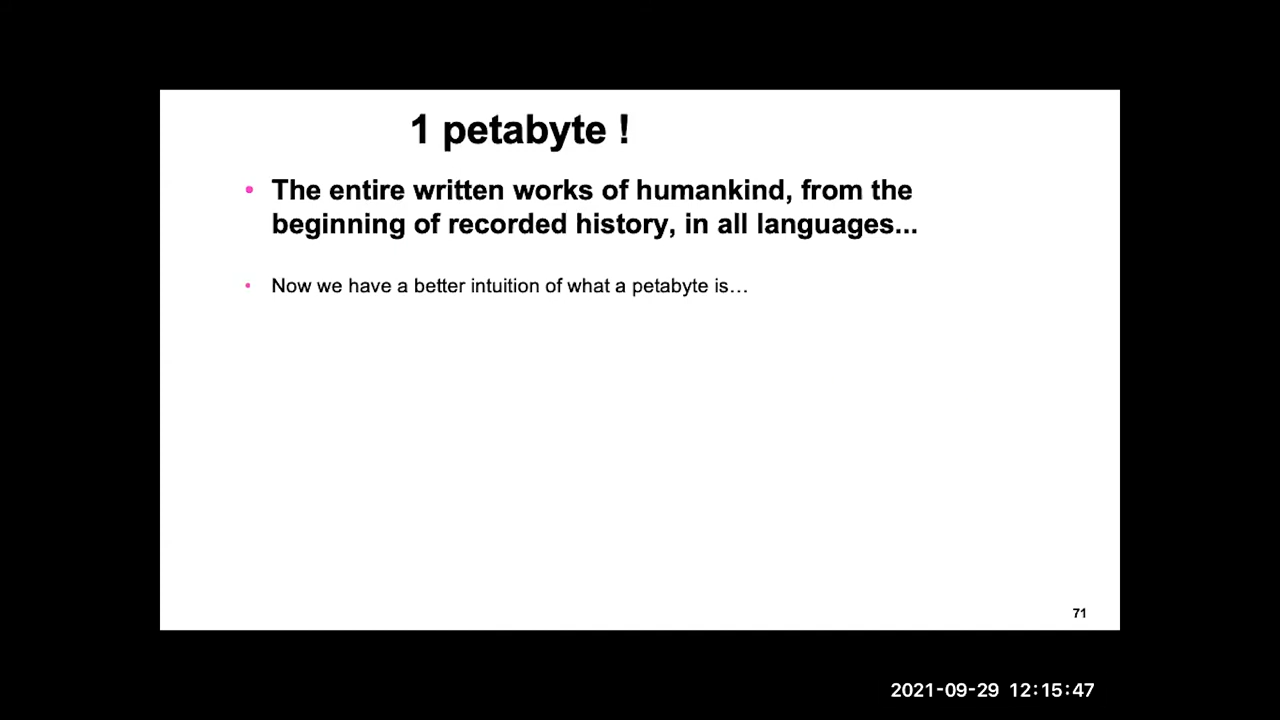 1 petabyte !
• The entire written works of humankind, from the
beginning of recorded history, in all languages...
• Now we have a better intuition of what a petabyte is…
71
2021-09-29 12:15:47